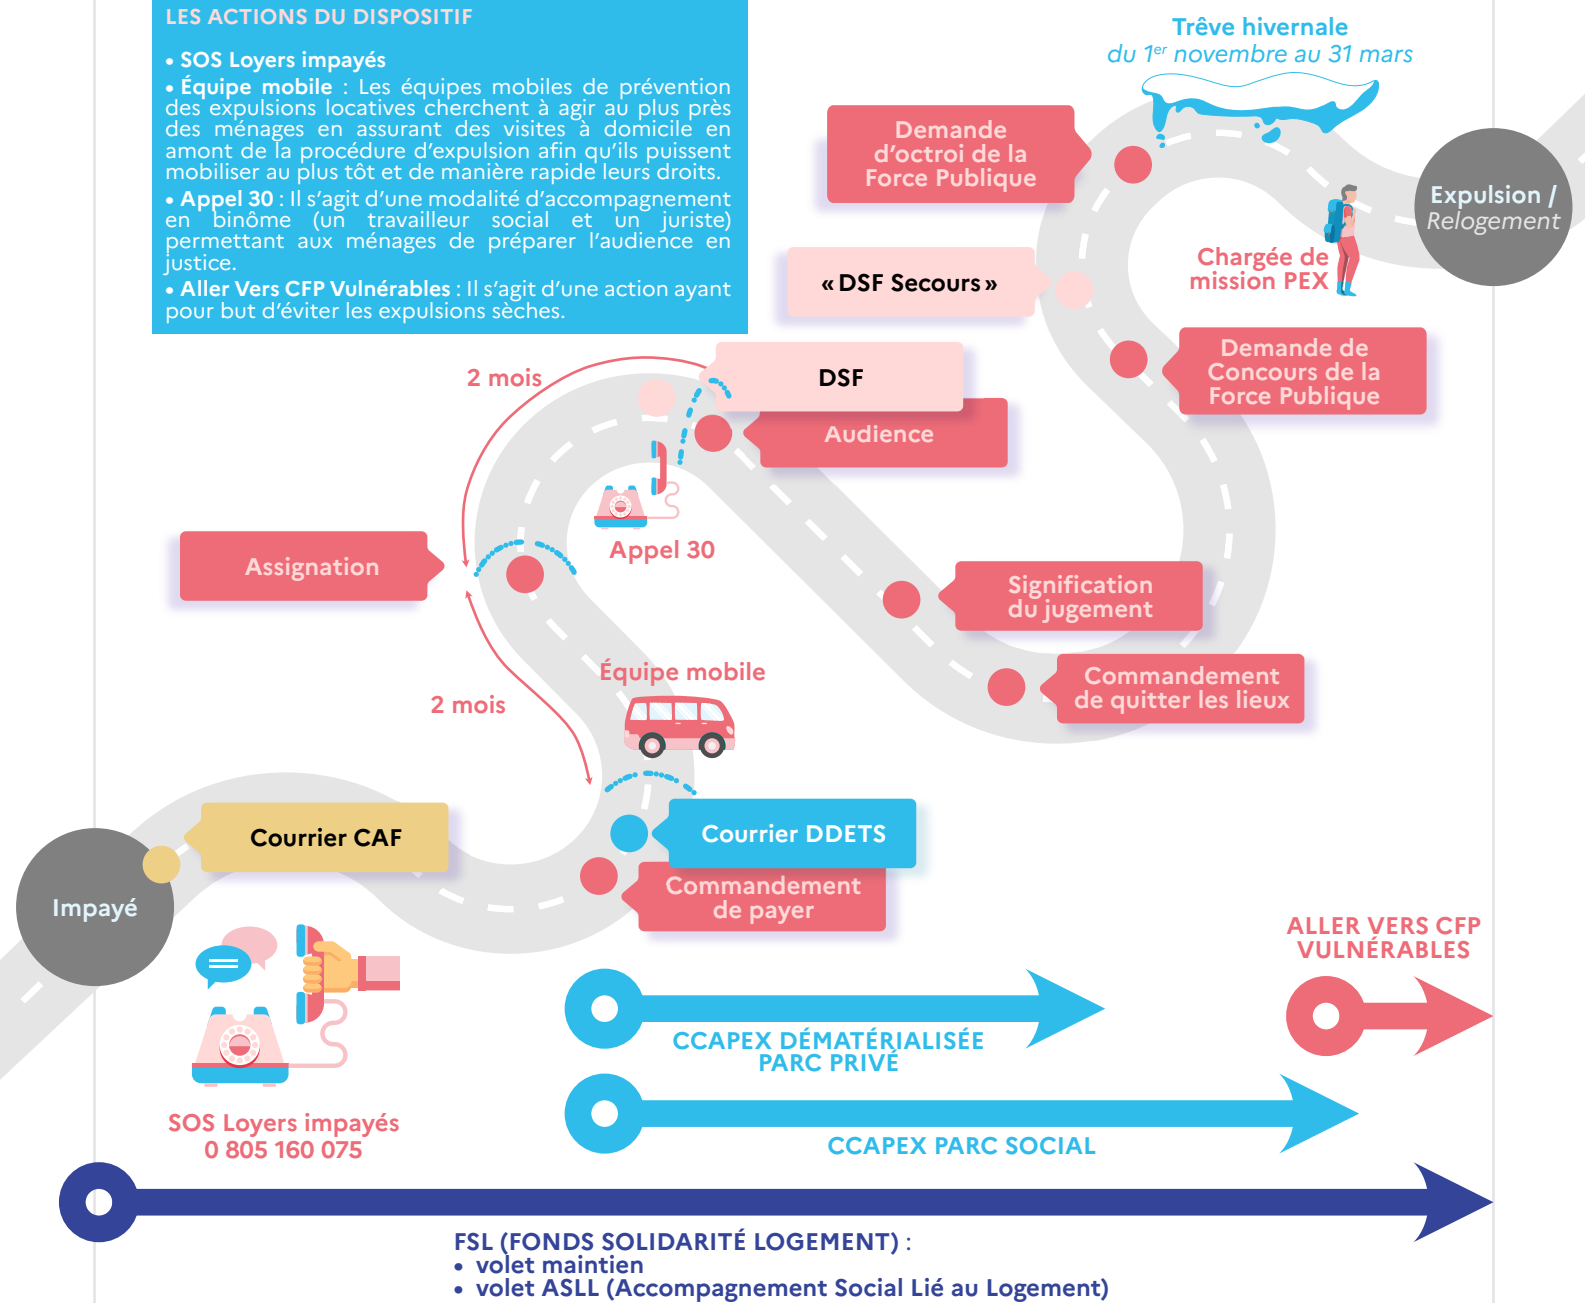 LES ACTIONS DU DISPOSITIF
• SOS Loyers impayés
• Équipe mobile : Les équipes mobiles de prévention
des expulsions locatives cherchent à agir au plus près
des ménages en assurant des visites à domicile en
amont de la procédure d'expulsion afin qu'ils puissent
mobiliser au plus tôt et de manière rapide leurs droits.
• Appel 30 : Il s'agit d'une modalité d'accompagnement
en binôme (un travailleur social et un juriste)
permettant aux ménages de préparer l'audience en
justice.
• Aller Vers CFP Vulnérables : Il s'agit d'une action ayant
pour but d'éviter les expulsions sèches.
Trêve hivernale
du 1er novembre au 31 mars
Demande
d'octroi de la
Force Publique
Expulsion /
Relogement
Chargée de
mission PEX
« DSF Secours »
Demande de
Concours de la
Force Publique
2 mois
DSF
Audience
Appel 30
Assignation
Signification
du jugement
Équipe mobile
Commandement
de quitter les lieux
2 mois
Courrier CAF
Courrier DDETS
Commandement
de payer
Impayé
SOS Loyers impayés
0 805 160 075
ALLER VERS CFP
VULNÉRABLES
CCAPEX DÉMATÉRIALISÉE
PARC PRIVÉ
CCAPEX PARC SOCIAL
FSL (FONDS SOLIDARITÉ LOGEMENT) :
• volet maintien
• volet ASLL (Accompagnement Social Lié au Logement)